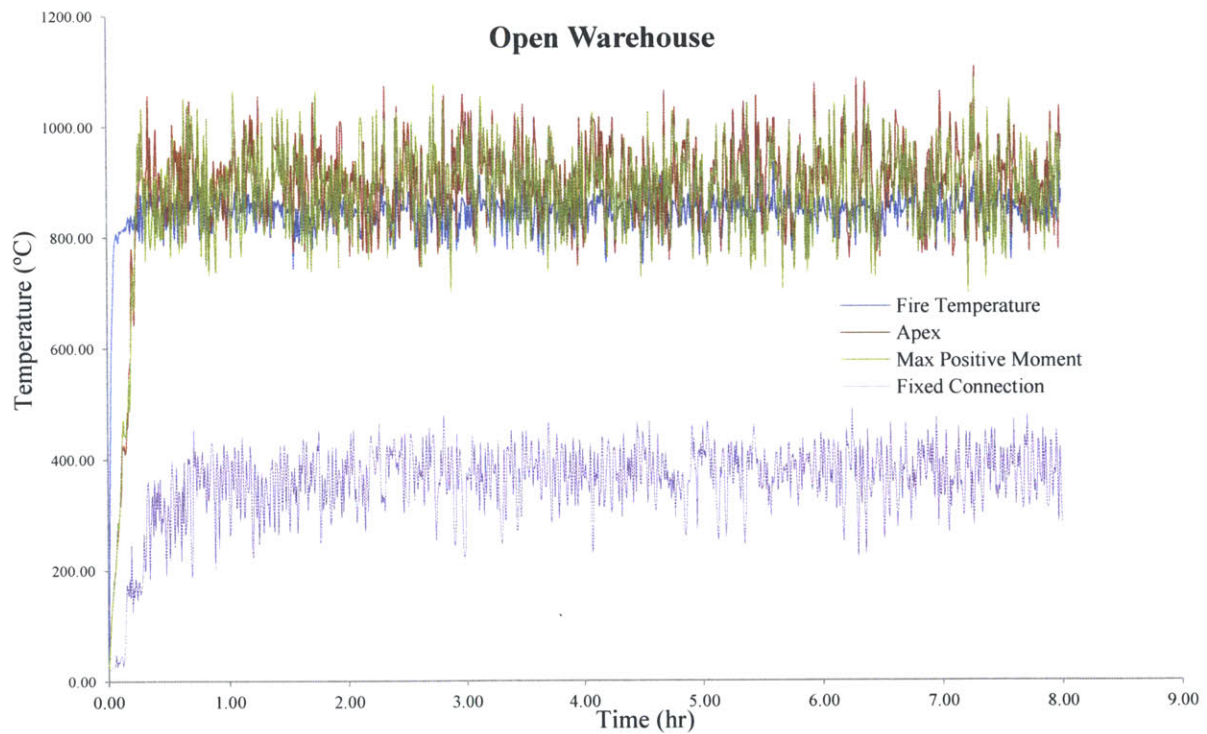 Open Warehouse
1200.00
1000.00
800.00
600.00
400.00
200.00
0.00
Temperature (°C)
Fire Temperature
Apex
Max Positive Moment
Fixed Connection
0.00 1.00 2.00 3.00 4.00 5.00 6.00 7.00 8.00 9.00
Time (hr)